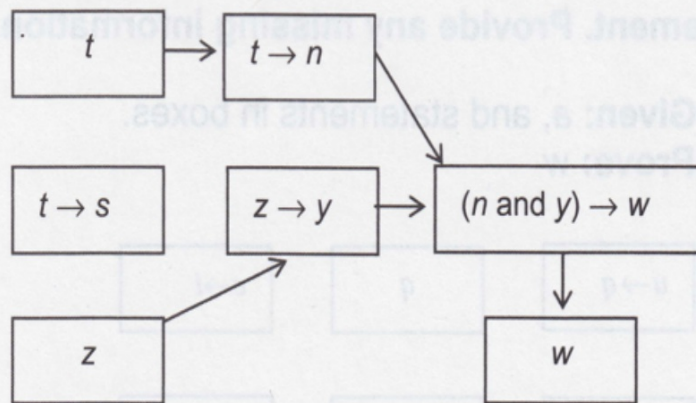 ement. Provide any missing information
t
t → n
Given: a, and statements in boxes.
Prove: w
t → s
z → y
(n and y) → w
z
w